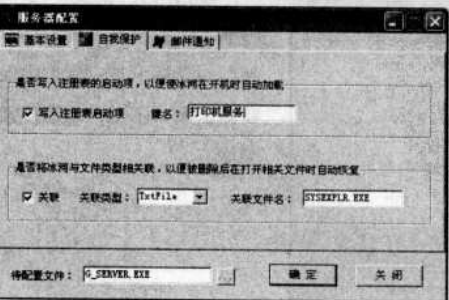 服务器配置
基本设置 自我保护 邮件通知
是否写入注册表的启动项，以便使冰河在开机时自动加载
写入注册表启动项 键名： 打印机服务
是否将冰河与文件类型相关联，以便被删除后在打开相关文件时自动恢复
关联 关联类型： TxtFile 关联文件名： SYSEXPLR.EXE
待配置文件： G_SERVER.EXE ... 确定 关闭